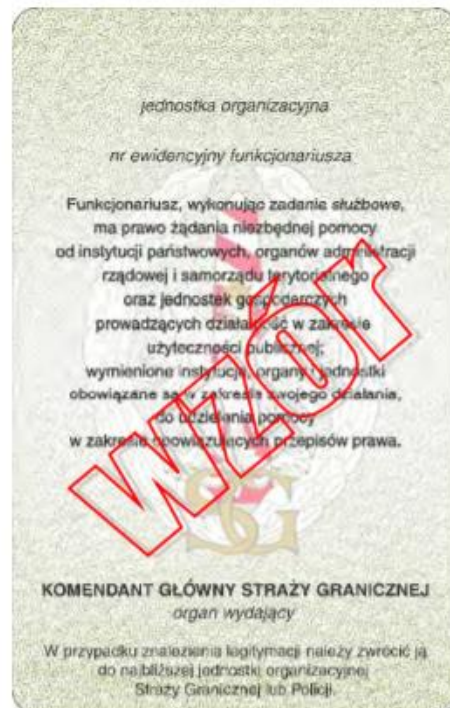 jednostka organizacyjna
nr ewidencyjny funkcjonariusza
Funkcjonariusz, wykonując zadania służbowe,
ma prawo żądania niezbędnej pomocy
od instytucji państwowych, organów administracji
rządowej i samorządu terytorialnego
oraz jednostek gospodarczych
prowadzących działalność w zakresie
użyteczności publicznej;
wymienione instytucje, organy i jednostki
obowiązane są w zakresie swojego działania,
do udzielania pomocy
w zakresie obowiązujących przepisów prawa.
WZÓR
SG
KOMENDANT GŁÓWNY STRAŻY GRANICZNEJ
organ wydający
W przypadku znalezienia legitymacji należy zwrócić ją
do najbliższej jednostki organizacyjnej
Straży Granicznej lub Policji.